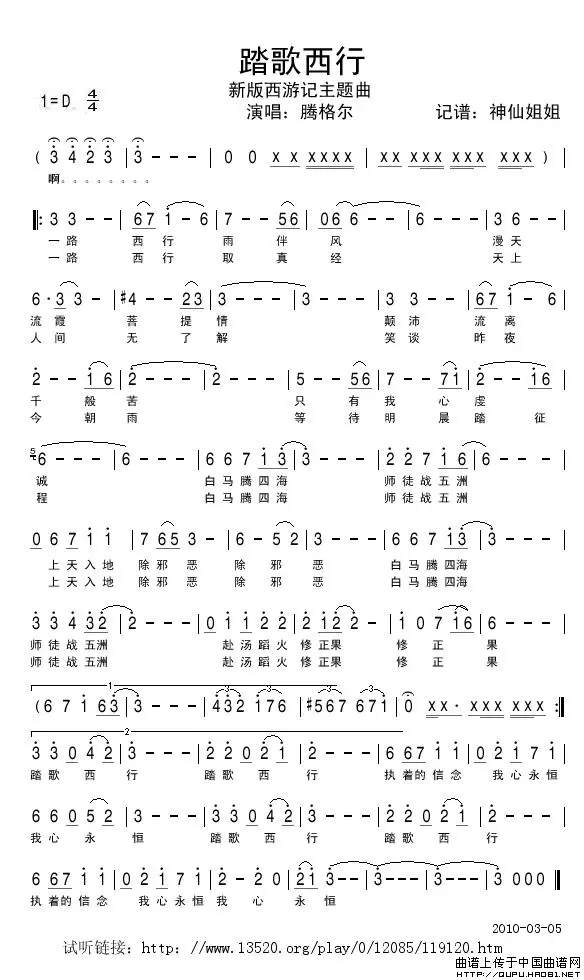 踏歌西行
新版西游记主题曲
1=D 4/4
演唱：腾格尔 记谱：神仙姐姐
( 3 4 2 3 | 3 - - - | 0 0 x x x x x x | x x x x x x x x x x )
啊。。。。。。。。
‖: 3 3 - - | 6 7 1 - 6 | 7 - - 5 6 | 0 6 6 - - - | 6 - - - | 3 6 - - |
一路 西行 雨伴风 漫天
一路 西行 取真经 天上
6 · 3 3 - | #4 - - 2 3 | 3 - - - | 3 - - - | 3 3 - - | 6 7 1 - 6 |
流霞 菩提情 颠沛 流离
人间 无了解 笑谈 昨夜
2 - - 1 6 | 2 - - - | 2 - - - | 5 - - 5 6 | 7 - - 7 1 | 2 - - 1 6 |
千般苦 只有我心虔
今朝雨 等待明晨踏征
5 6 - - - | 6 - - - | 6 6 7 1 3 | 3 - - - | 2 2 7 1 6 | 6 - - - |
诚 白马腾四海 师徒战五洲
程 白马腾四海 师徒战五洲
0 6 7 1 1 | 7 6 5 3 - | 6 - 5 2 | 3 - - - | 6 6 7 1 3 | 3 - - - |
上天入地 除邪恶 除邪恶 白马腾四海
上天入地 除邪恶 除邪恶 白马腾四海
3 3 4 3 2 | 2 - - - | 0 1 1 2 2 | 2 1 2 2 - | 1 0 7 1 6 | 6 - - - |
师徒战五洲 赴汤蹈火 修正果 修正果
师徒战五洲 赴汤蹈火 修正果 修正果
1
( 6 7 1 6 3 | 3 - - - | 4 3 2 1 7 6 | #5 6 7 6 7 1 | 0 x x · x x x x x x :‖
3 3 3
2
3 3 0 4 2 | 3 - - - | 2 2 0 2 1 | 2 - - - | 6 6 7 1 1 | 0 2 1 7 1 |
踏歌西行 踏歌西行 执着的信念 我心永恒
6 6 0 5 2 | 3 - - - | 3 3 0 4 2 | 3 - - - | 2 2 0 2 1 | 2 - - - |
我心永恒 踏歌西行 踏歌西行
6 6 7 1 1 | 0 2 1 7 1 | 2 - 2 0 | 2 1 3 - - | 3 - - - | 3 0 0 0 ‖
执着的信念 我心永恒我心永恒
2010-03-05
试听链接：http：//www.13520.org/play/0/12085/119120.htm
曲谱上传于中国曲谱网
HTTP://QUPU.HAO81.NET